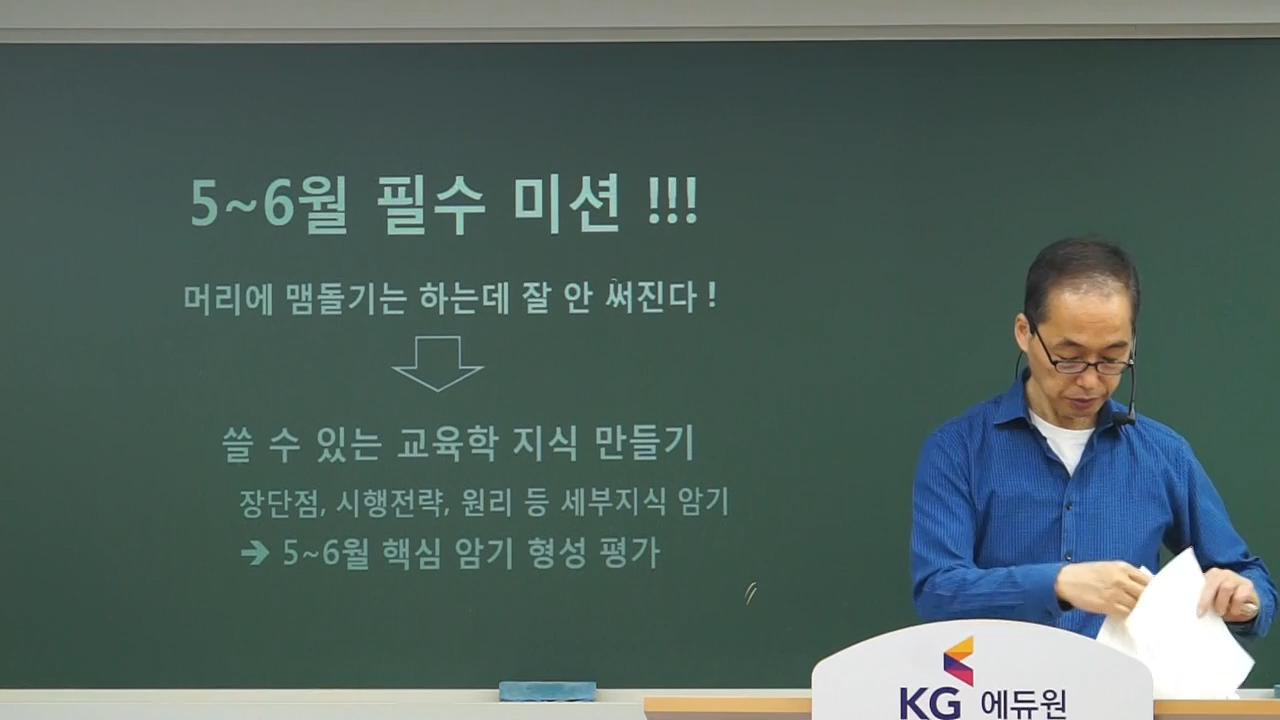 5~6월 필수 미션 !!!
머리에 맴돌기는 하는데 잘 안 써진다 !
쓸 수 있는 교육학 지식 만들기
장단점, 시행전략, 원리 등 세부지식 암기
➔ 5~6월 핵심 암기 형성 평가
KG 에듀원